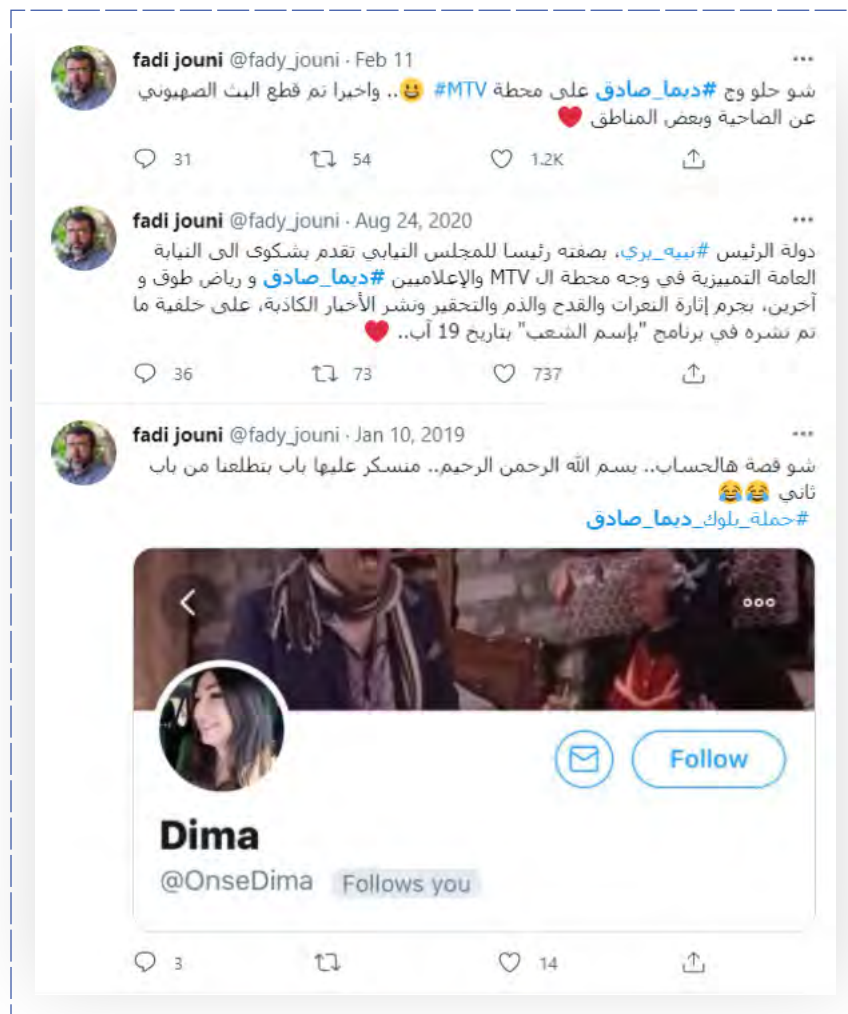 fadi jouni @fady_jouni · Feb 11
شو حلو وج #ديما_صادق على محطة MTV# 😀.. واخيرا تم قطع البث الصهيوني
عن الضاحية وبعض المناطق ❤️
31 54 1.2K
fadi jouni @fady_jouni · Aug 24, 2020
دولة الرئيس #نبيه_بري، بصفته رئيسا للمجلس النيابي تقدم بشكوى الى النيابة
العامة التمييزية في وجه محطة ال MTV والإعلاميين #ديما_صادق و رياض طوق و
آخرين، بجرم إثارة النعرات والقدح والذم والتحقير ونشر الأخبار الكاذبة، على خلفية ما
تم نشره في برنامج "بإسم الشعب" بتاريخ 19 آب.. ❤️
36 73 737
fadi jouni @fady_jouni · Jan 10, 2019
شو قصة هالحساب.. بسم الله الرحمن الرحيم.. منسكر عليها باب بتطلعنا من باب
تاني 😂😂
#حملة_بلوك_ديما_صادق
Follow
Dima
@OnseDima Follows you
3 14